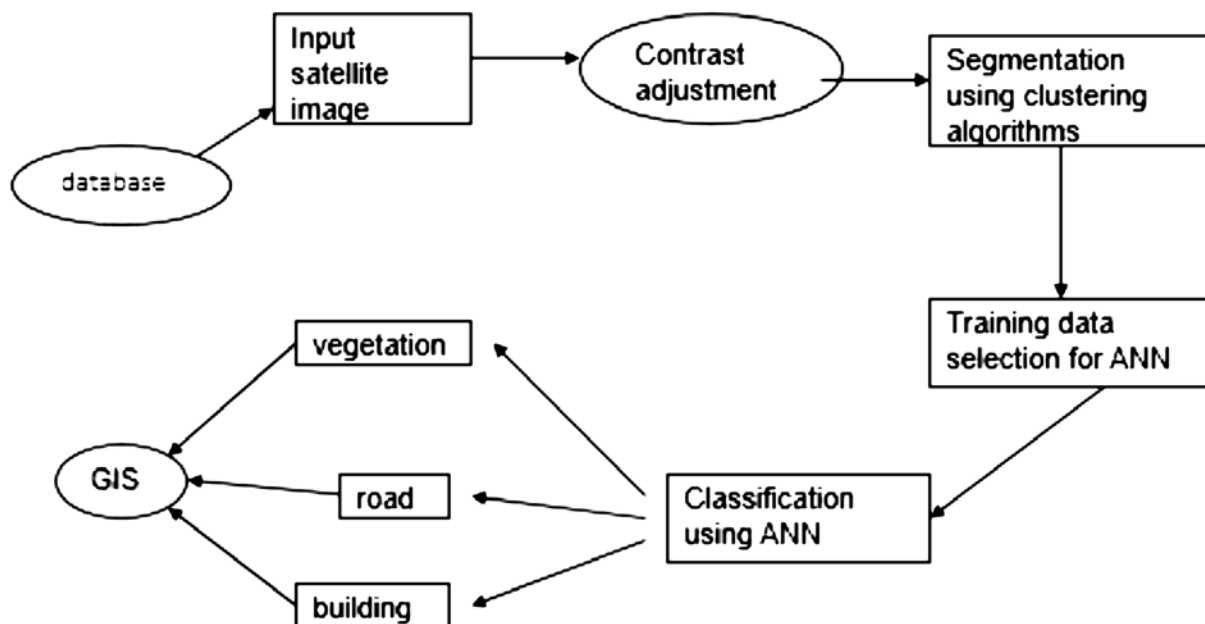 Input
satellite
image
Contrast
adjustment
Segmentation
using clustering
algorithms
database
Training data
selection for ANN
vegetation
GIS
road
Classification
using ANN
building